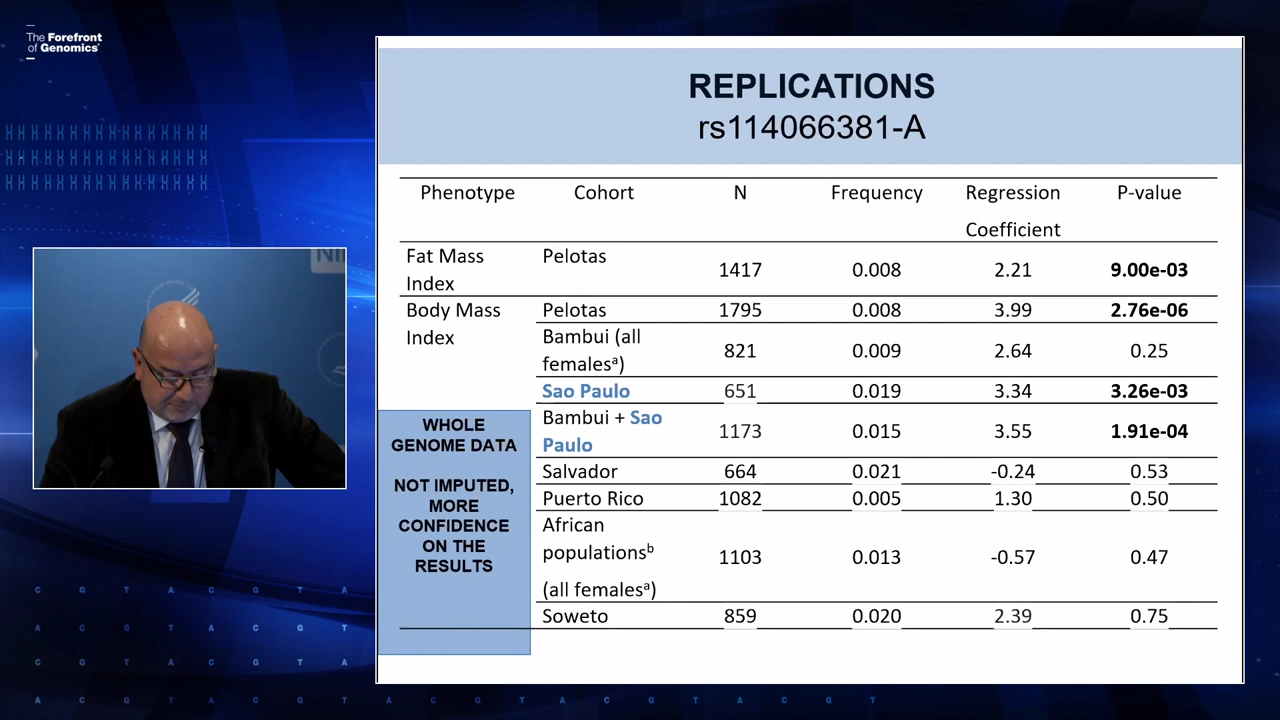 The Forefront
of Genomics®
REPLICATIONS
rs114066381-A
Phenotype Cohort N Frequency Regression Coefficient P-value
Fat Mass Index Pelotas 1417 0.008 2.21 9.00e-03
Body Mass Index Pelotas 1795 0.008 3.99 2.76e-06
Bambui (all femalesᵃ) 821 0.009 2.64 0.25
Sao Paulo 651 0.019 3.34 3.26e-03
Bambui + Sao Paulo 1173 0.015 3.55 1.91e-04
Salvador 664 0.021 -0.24 0.53
Puerto Rico 1082 0.005 1.30 0.50
African populationsᵇ (all femalesᵃ) 1103 0.013 -0.57 0.47
Soweto 859 0.020 2.39 0.75
WHOLE
GENOME DATA
NOT IMPUTED,
MORE
CONFIDENCE
ON THE
RESULTS
C G T A C G T A
A C G T A C G T
C G T A C G T A
A C G T A C G T A C G T A C G T A C G T